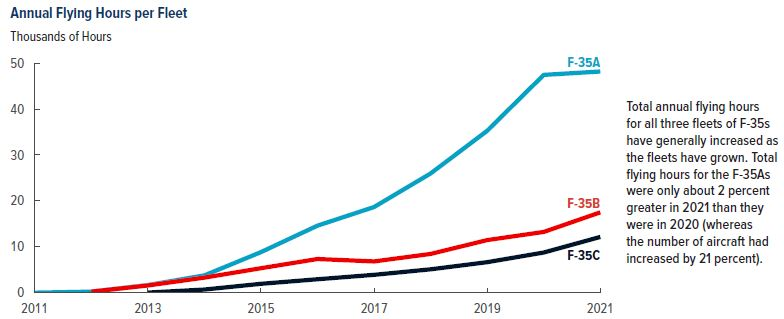 Annual Flying Hours per Fleet
Thousands of Hours
50
40
30
20
10
0
2011
2013
2015
2017
2019
2021
F-35A
F-35B
F-35C
Total annual flying hours
for all three fleets of F-35s
have generally increased as
the fleets have grown. Total
flying hours for the F-35As
were only about 2 percent
greater in 2021 than they
were in 2020 (whereas
the number of aircraft had
increased by 21 percent).